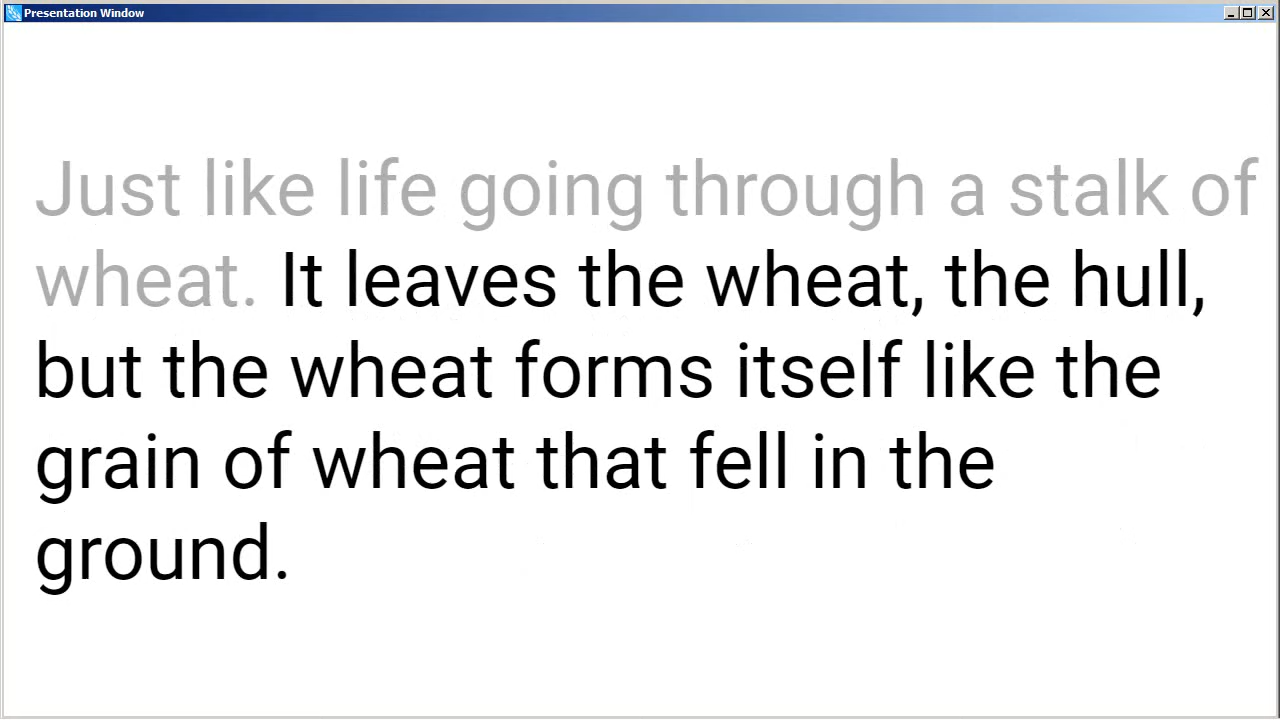 Presentation Window
Just like life going through a stalk of
wheat. It leaves the wheat, the hull,
but the wheat forms itself like the
grain of wheat that fell in the
ground.